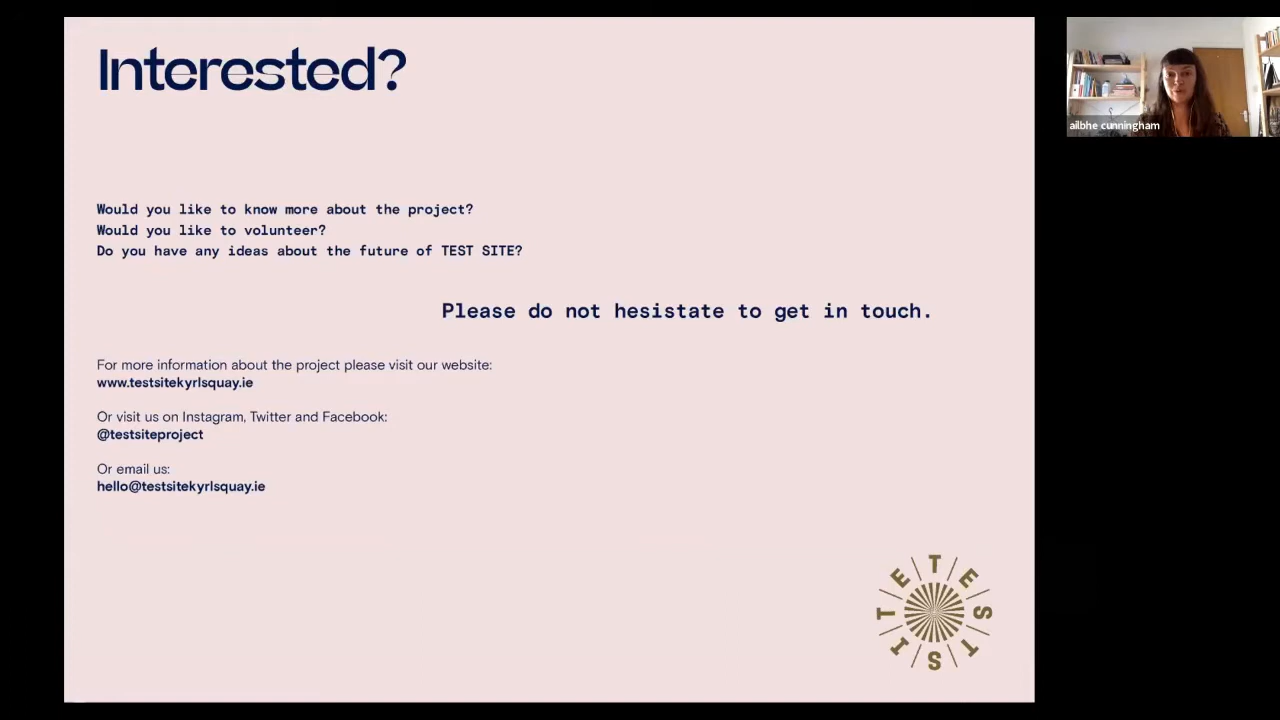 Interested?
ailbhe cunningham
Would you like to know more about the project?
Would you like to volunteer?
Do you have any ideas about the future of TEST SITE?
Please do not hesistate to get in touch.
For more information about the project please visit our website:
www.testsitekyrlsquay.ie
Or visit us on Instagram, Twitter and Facebook:
@testsiteproject
Or email us:
hello@testsitekyrlsquay.ie
TEST SITE